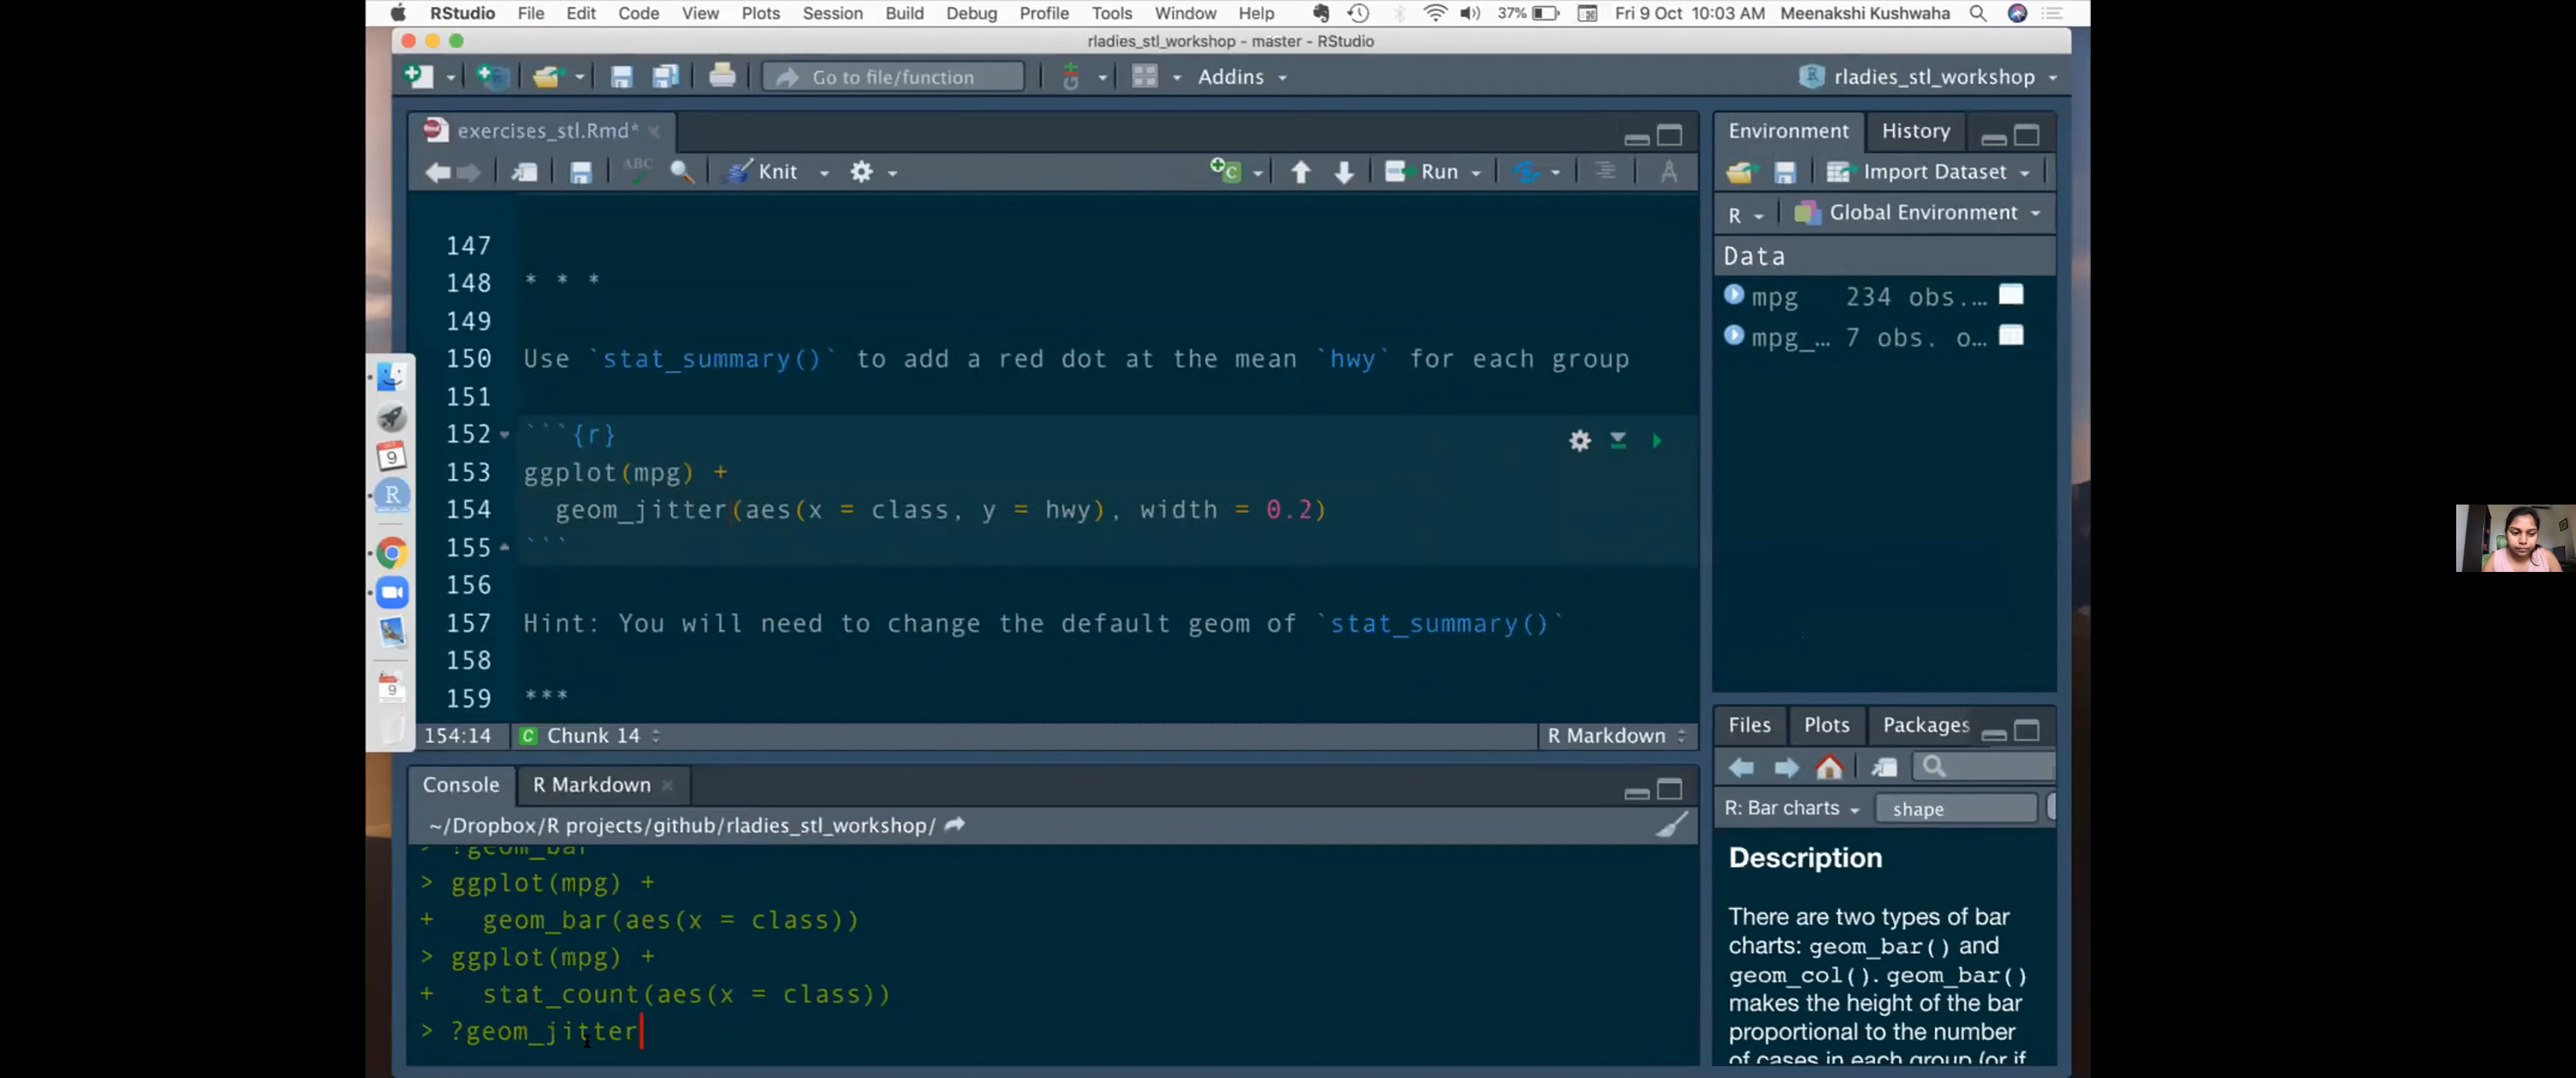 RStudio File Edit Code View Plots Session Build Debug Profile Tools Window Help 37% Fri 9 Oct 10:03 AM Meenakshi Kushwaha
rladies_stl_workshop - master - RStudio
Go to file/function Addins rladies_stl_workshop
exercises_stl.Rmd*
ABC Knit Run
147
148 * * *
149
150 Use `stat_summary()` to add a red dot at the mean `hwy` for each group
151
152 ```{r}
153 ggplot(mpg) +
154 geom_jitter(aes(x = class, y = hwy), width = 0.2)
155 ```
156
157 Hint: You will need to change the default geom of `stat_summary()`
158
159 ***
154:14 C Chunk 14 R Markdown
Console R Markdown
~/Dropbox/R projects/github/rladies_stl_workshop/
> ?geom_bar
> ggplot(mpg) +
+ geom_bar(aes(x = class))
> ggplot(mpg) +
+ stat_count(aes(x = class))
> ?geom_jitter
Environment History
Import Dataset
R Global Environment
Data
mpg 234 obs.…
mpg_… 7 obs. o…
Files Plots Packages
R: Bar charts shape
Description
There are two types of bar
charts: geom_bar() and
geom_col(). geom_bar()
makes the height of the bar
proportional to the number
of cases in each group (or if